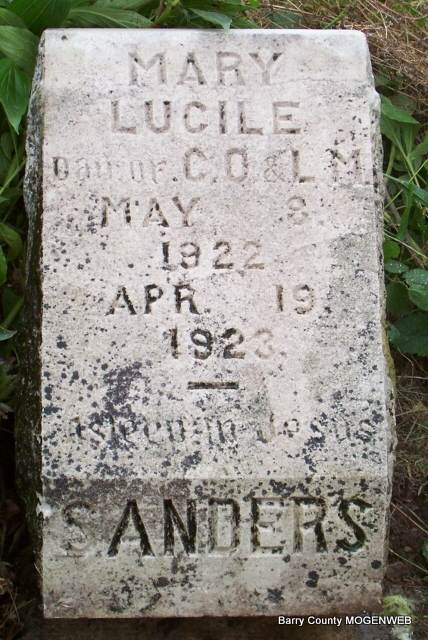 MARY
LUCILE
DAU. OF. C.O & L.M.
MAY 8
1922
APR. 19.
1923.
Asleep in Jesus
SANDERS
Barry County MOGENWEB